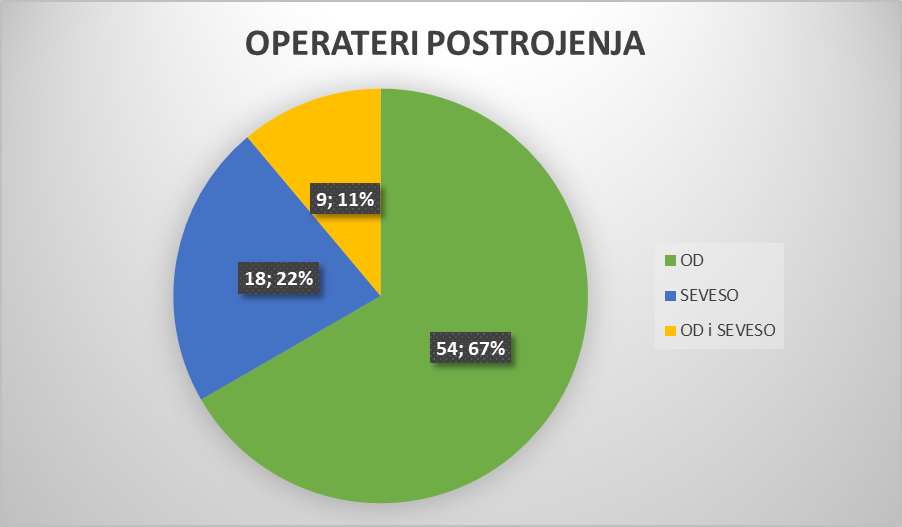 OPERATERI POSTROJENJA
9; 11%
18; 22%
54; 67%
OD
SEVESO
OD i SEVESO